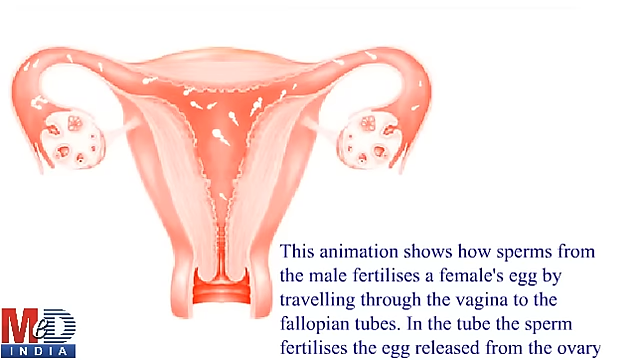 This animation shows how sperms from
the male fertilises a female's egg by
travelling through the vagina to the
fallopian tubes. In the tube the sperm
fertilises the egg released from the ovary
MeD
INDIA